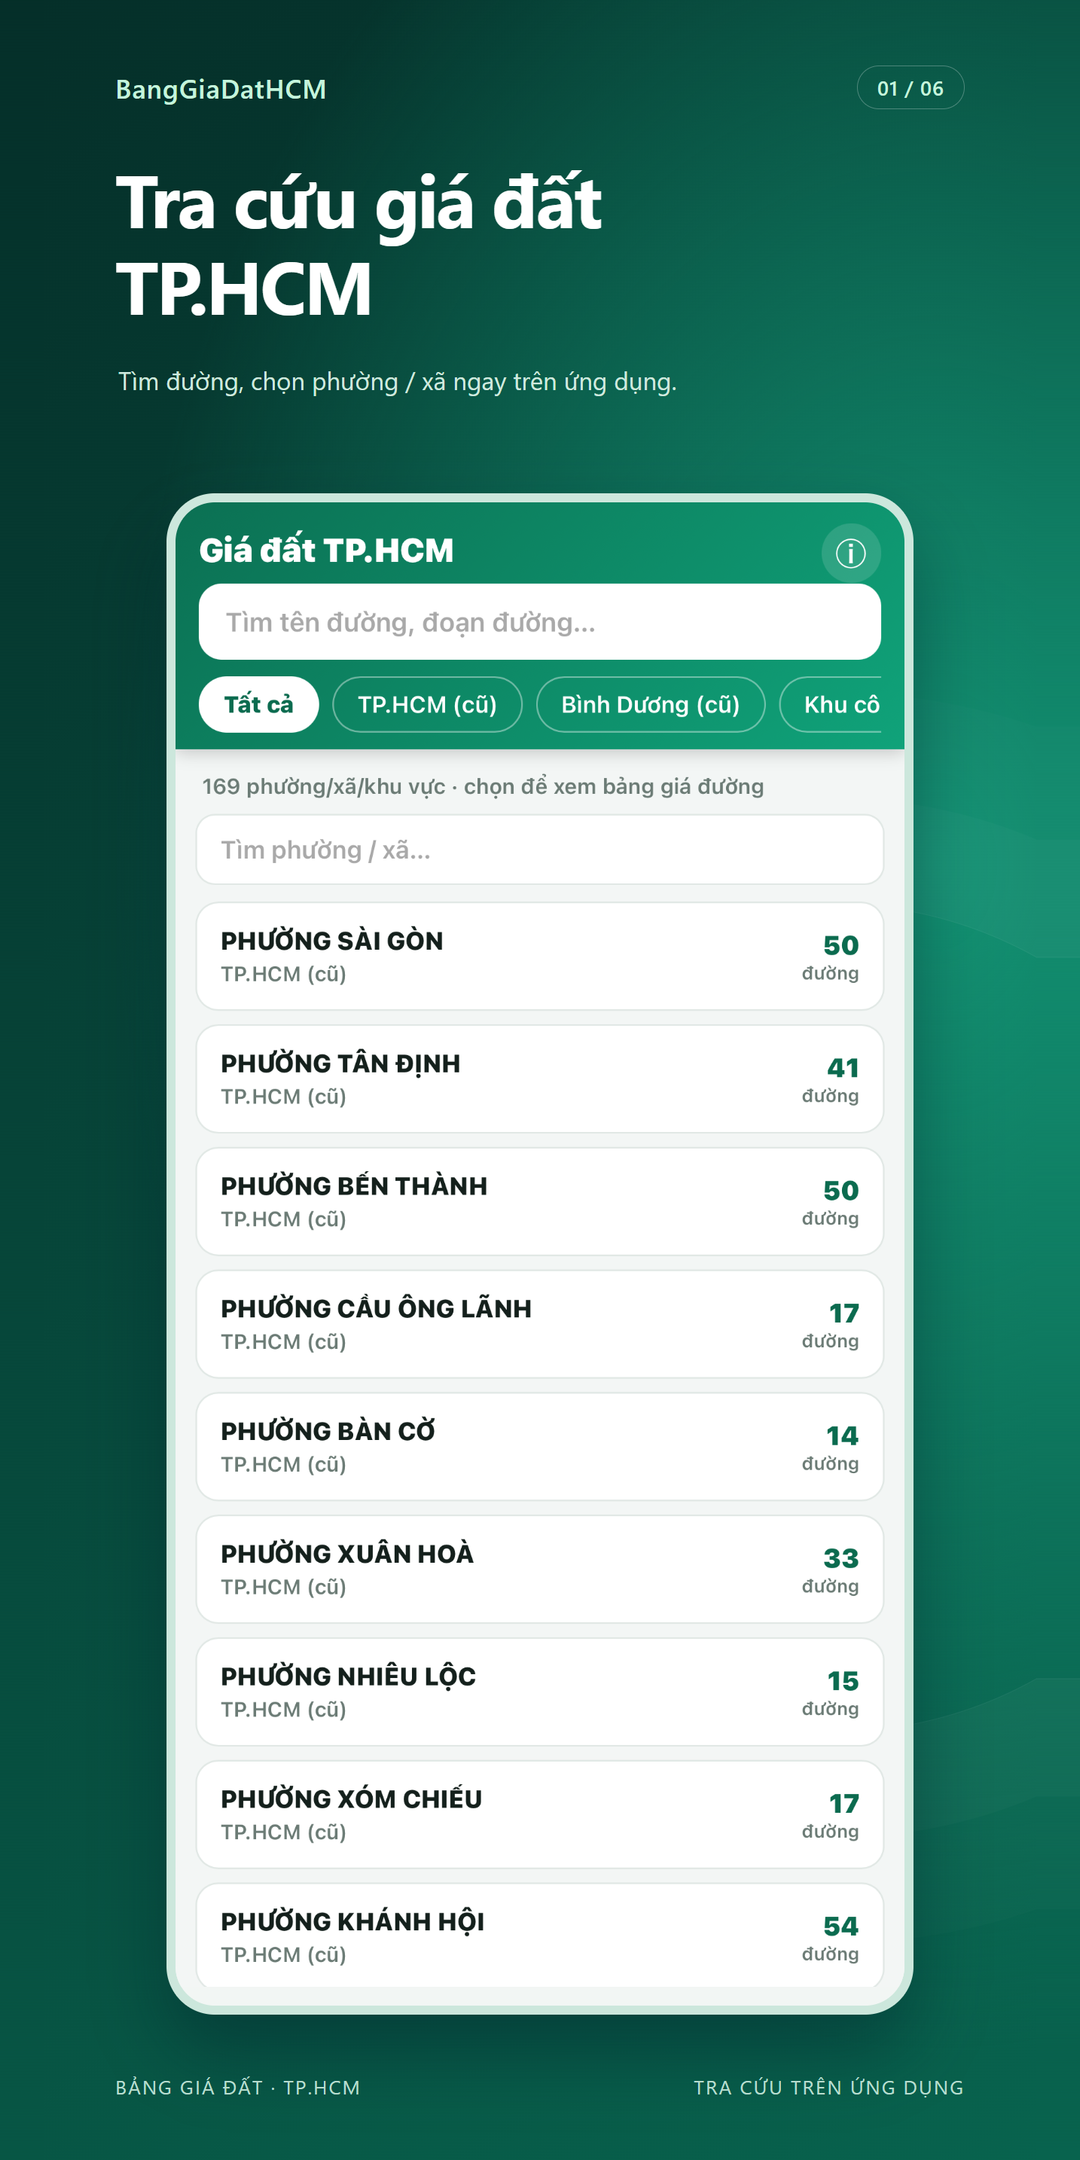 BangGiaDatHCM
01 / 06
Tra cứu giá đất
TP.HCM
Tìm đường, chọn phường / xã ngay trên ứng dụng.
Giá đất TP.HCM
Tìm tên đường, đoạn đường...
Tất cả
TP.HCM (cũ)
Bình Dương (cũ)
Khu cô
169 phường/xã/khu vực · chọn để xem bảng giá đường
Tìm phường / xã...
PHƯỜNG SÀI GÒN
50
TP.HCM (cũ)
đường
PHƯỜNG TÂN ĐỊNH
41
TP.HCM (cũ)
đường
PHƯỜNG BẾN THÀNH
50
TP.HCM (cũ)
đường
PHƯỜNG CẦU ÔNG LÃNH
17
TP.HCM (cũ)
đường
PHƯỜNG BÀN CỜ
14
TP.HCM (cũ)
đường
PHƯỜNG XUÂN HOÀ
33
TP.HCM (cũ)
đường
PHƯỜNG NHIÊU LỘC
15
TP.HCM (cũ)
đường
PHƯỜNG XÓM CHIẾU
17
TP.HCM (cũ)
đường
PHƯỜNG KHÁNH HỘI
54
TP.HCM (cũ)
đường
BẢNG GIÁ ĐẤT · TP.HCM
TRA CỨU TRÊN ỨNG DỤNG